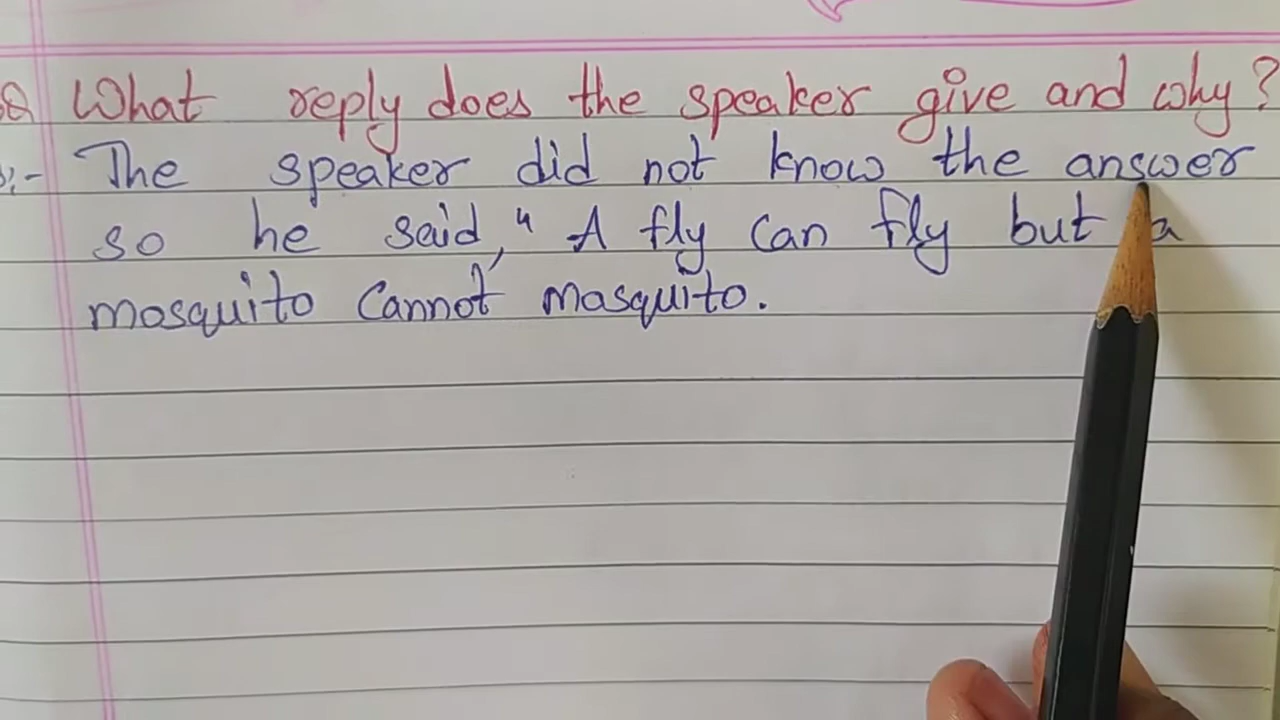 Q What reply does the speaker give and why?
:- The speaker did not know the answer
so he said, " A fly can fly but a
mosquito cannot mosquito.